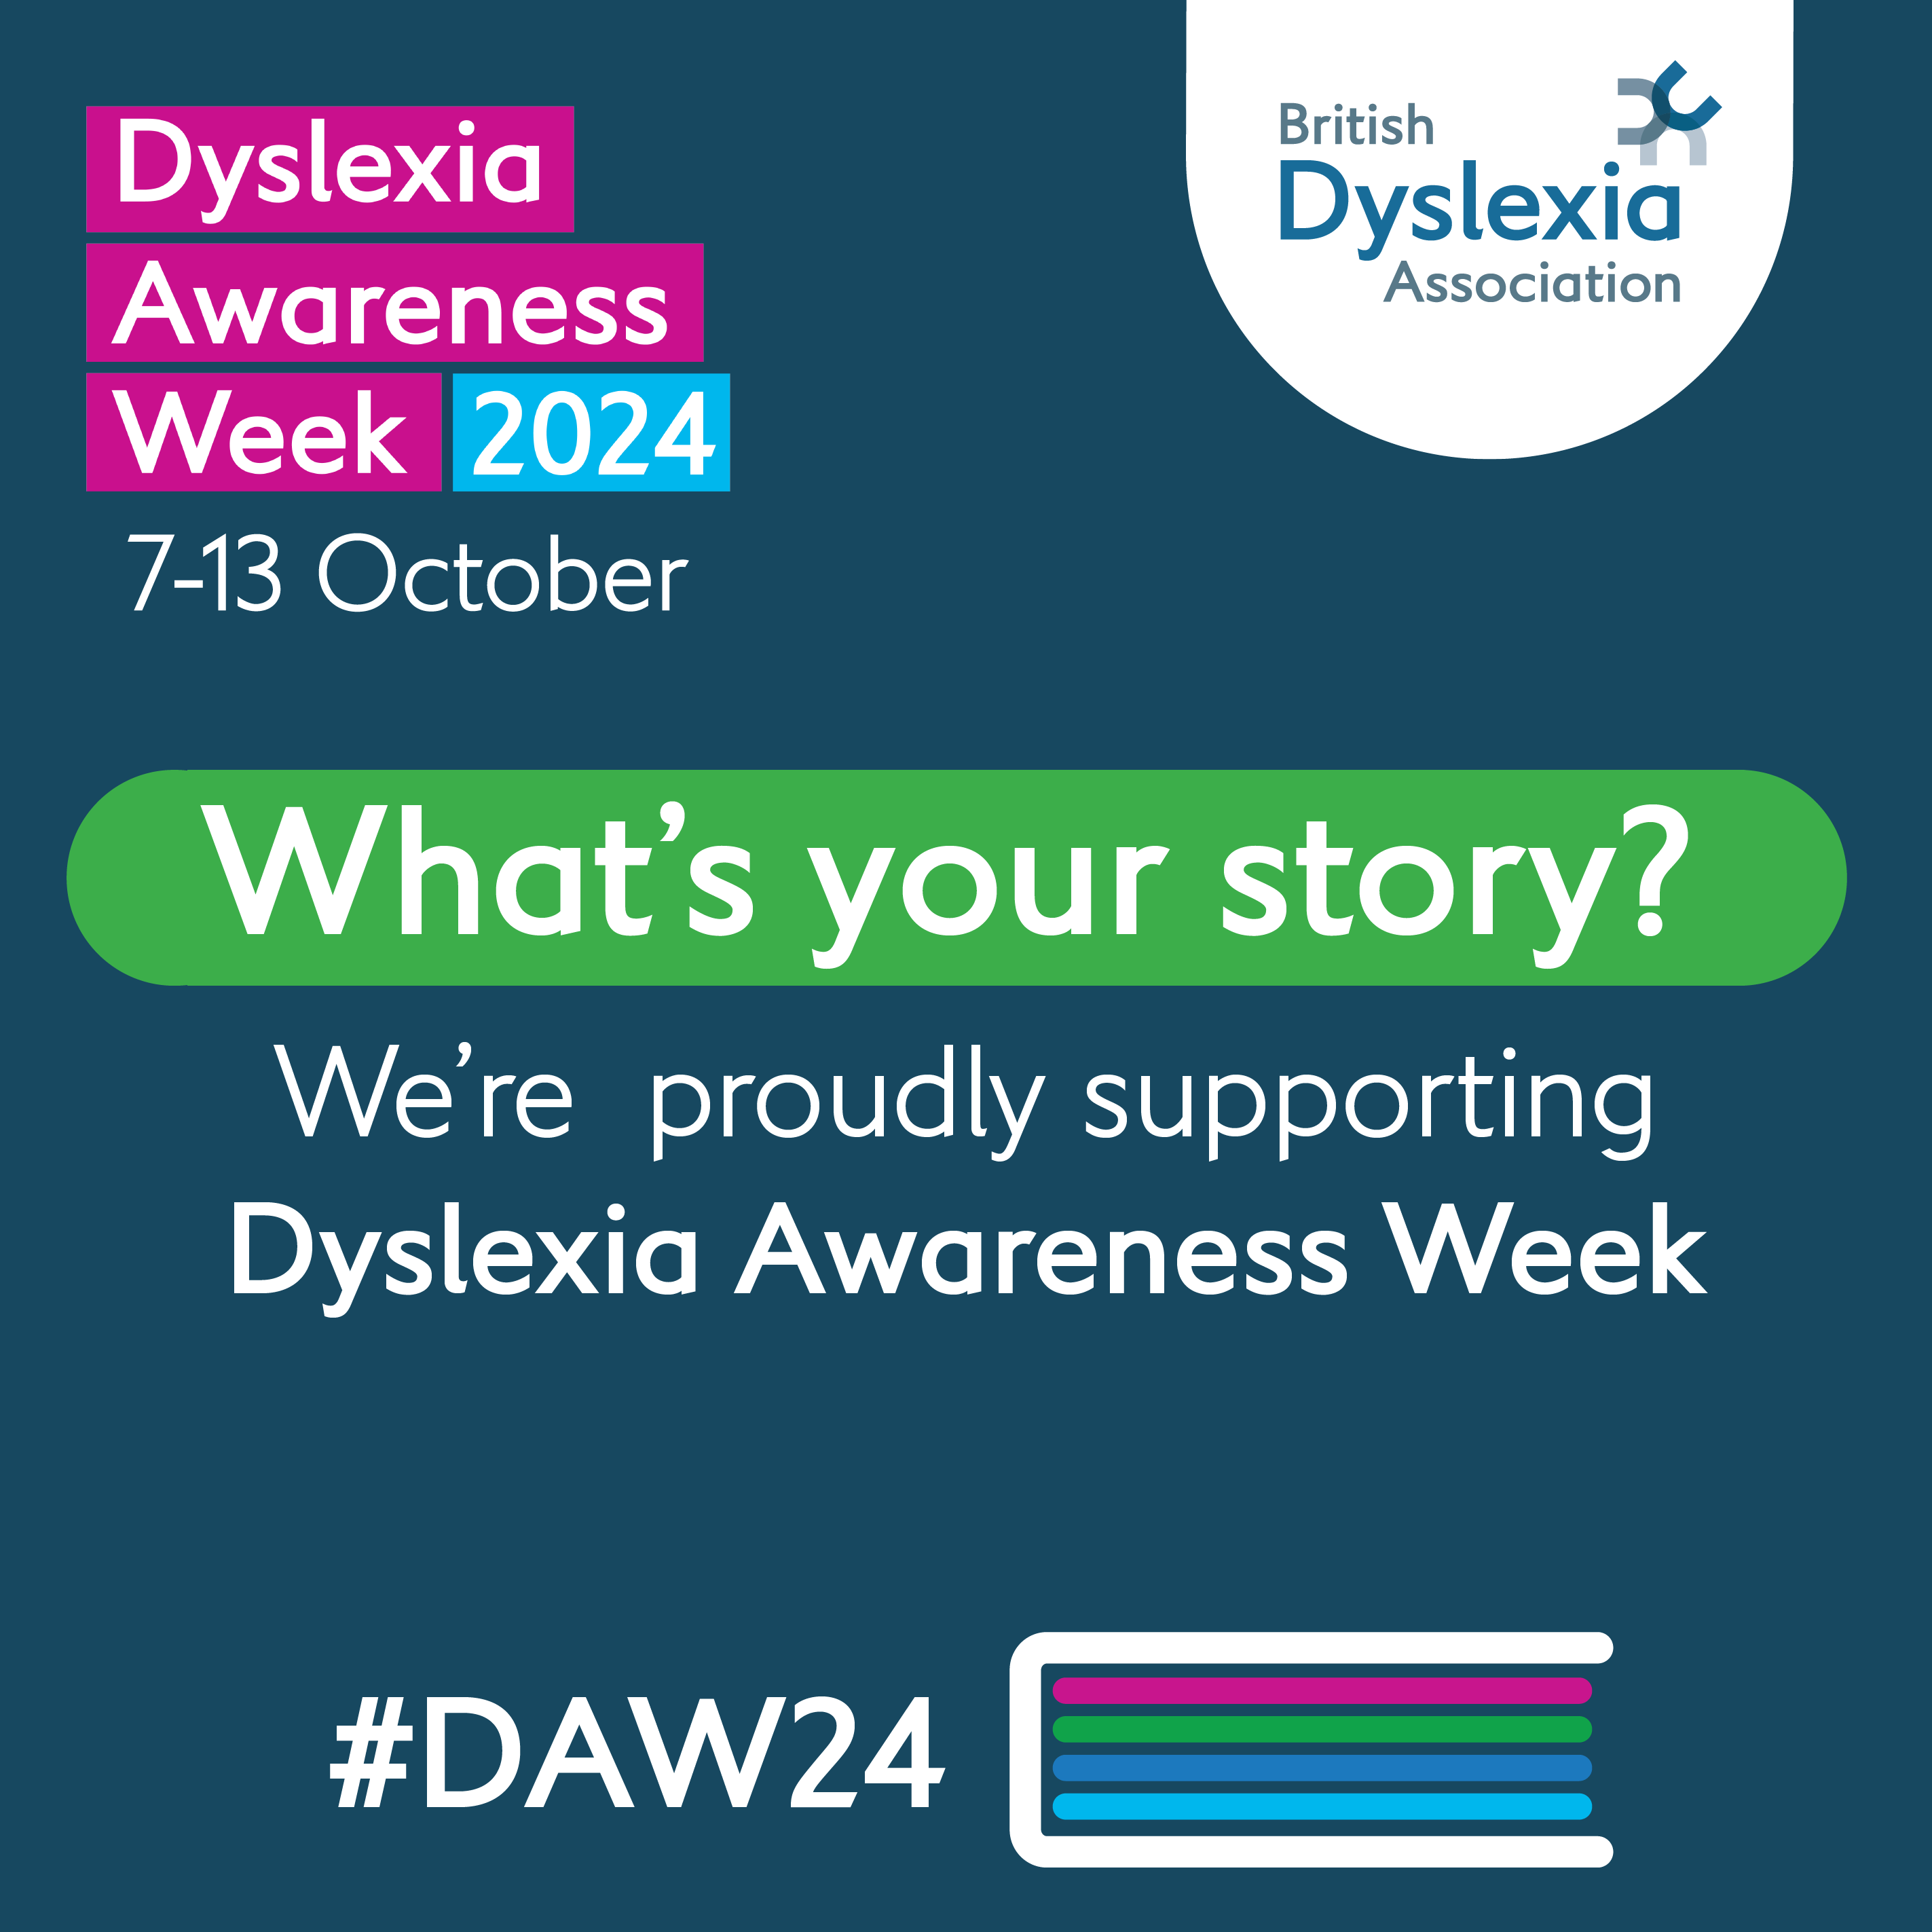 Dyslexia
Awareness
Week 2024
7-13 October
British
Dyslexia
Association
What’s your story?
We’re proudly supporting
Dyslexia Awareness Week
#DAW24